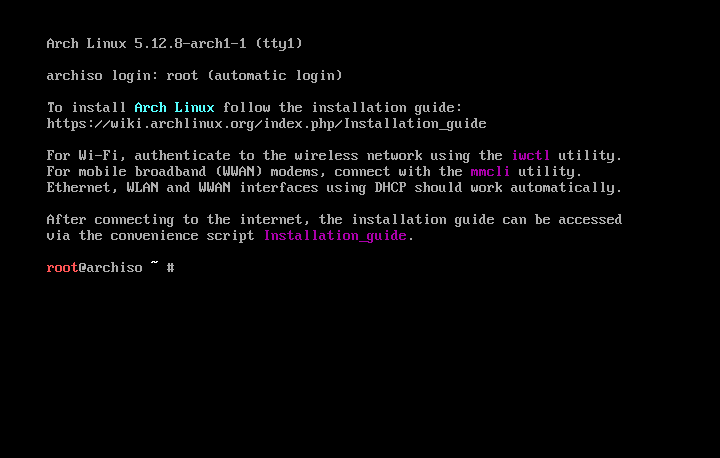 Arch Linux 5.12.8-arch1-1 (tty1)
archiso login: root (automatic login)
To install Arch Linux follow the installation guide:
https://wiki.archlinux.org/index.php/Installation_guide
For Wi-Fi, authenticate to the wireless network using the iwctl utility.
For mobile broadband (WWAN) modems, connect with the mmcli utility.
Ethernet, WLAN and WWAN interfaces using DHCP should work automatically.
After connecting to the internet, the installation guide can be accessed
via the convenience script Installation_guide.
root@archiso ~ #